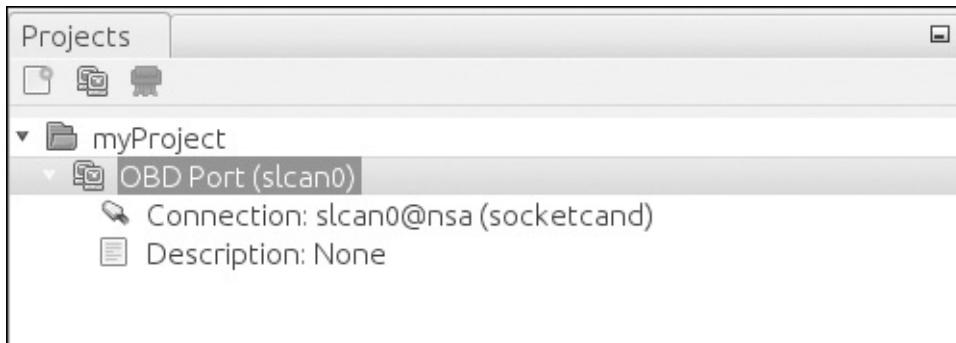 Projects
myProject
OBD Port (slcan0)
Connection: slcan0@nsa (socketcand)
Description: None